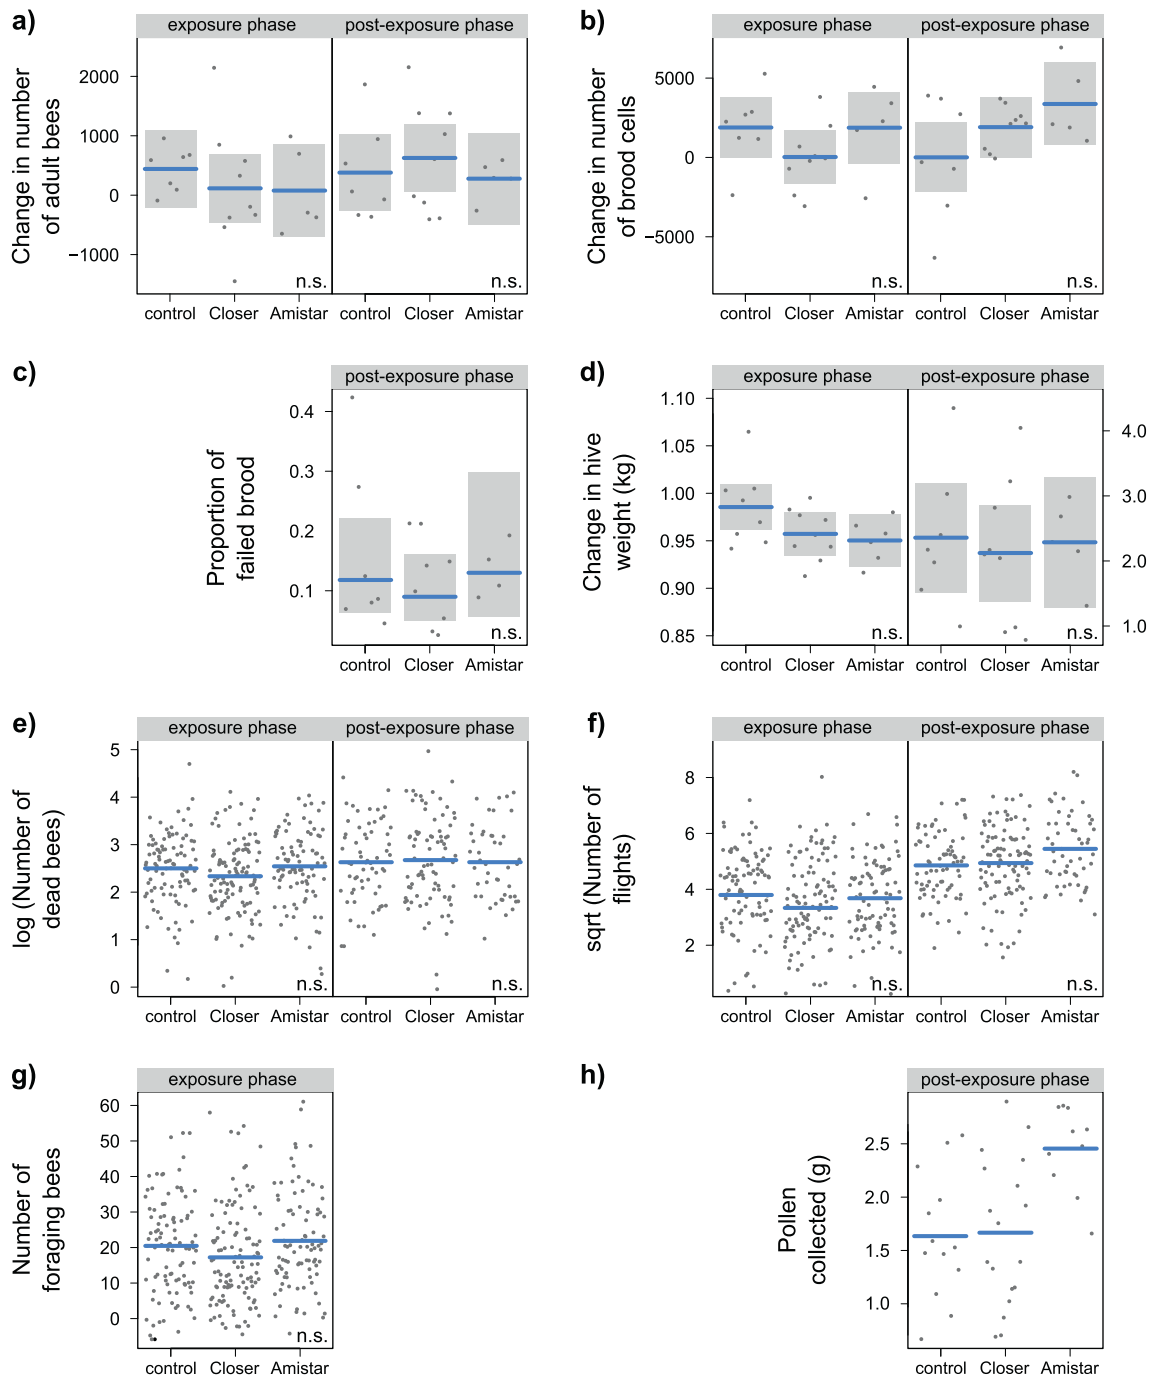 a)
exposure phase
post-exposure phase
Change in number
of adult bees
2000
1000
0
−1000
n.s.
n.s.
control
Closer
Amistar
control
Closer
Amistar
b)
exposure phase
post-exposure phase
Change in number
of brood cells
5000
0
−5000
n.s.
n.s.
control
Closer
Amistar
control
Closer
Amistar
c)
post-exposure phase
Proportion of
failed brood
0.4
0.3
0.2
0.1
n.s.
control
Closer
Amistar
d)
exposure phase
post-exposure phase
Change in hive
weight (kg)
1.10
1.05
1.00
0.95
0.90
0.85
4.0
3.0
2.0
1.0
n.s.
n.s.
control
Closer
Amistar
control
Closer
Amistar
e)
exposure phase
post-exposure phase
log (Number of
dead bees)
5
4
3
2
1
0
n.s.
n.s.
control
Closer
Amistar
control
Closer
Amistar
f)
exposure phase
post-exposure phase
sqrt (Number of
flights)
8
6
4
2
n.s.
n.s.
control
Closer
Amistar
control
Closer
Amistar
g)
exposure phase
Number of
foraging bees
60
50
40
30
20
10
0
n.s.
control
Closer
Amistar
h)
post-exposure phase
Pollen
collected (g)
2.5
2.0
1.5
1.0
control
Closer
Amistar